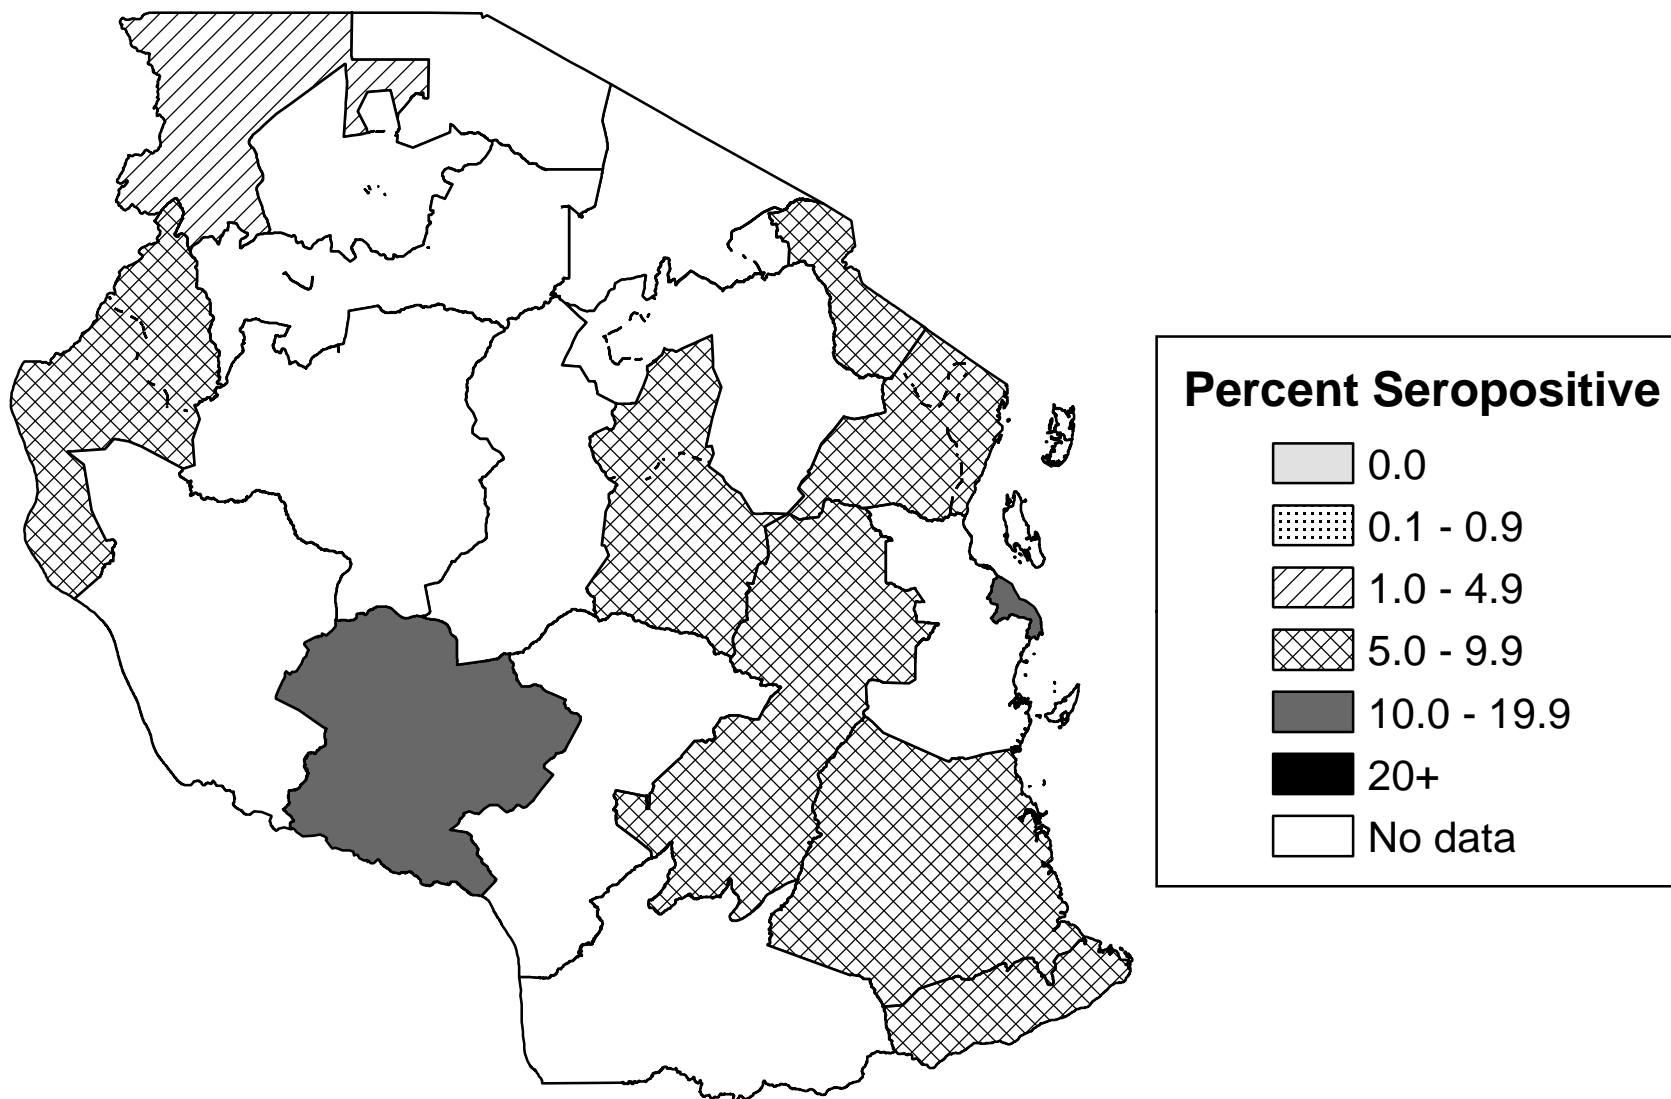 Percent Seropositive
0.0
0.1 - 0.9
1.0 - 4.9
5.0 - 9.9
10.0 - 19.9
20+
No data